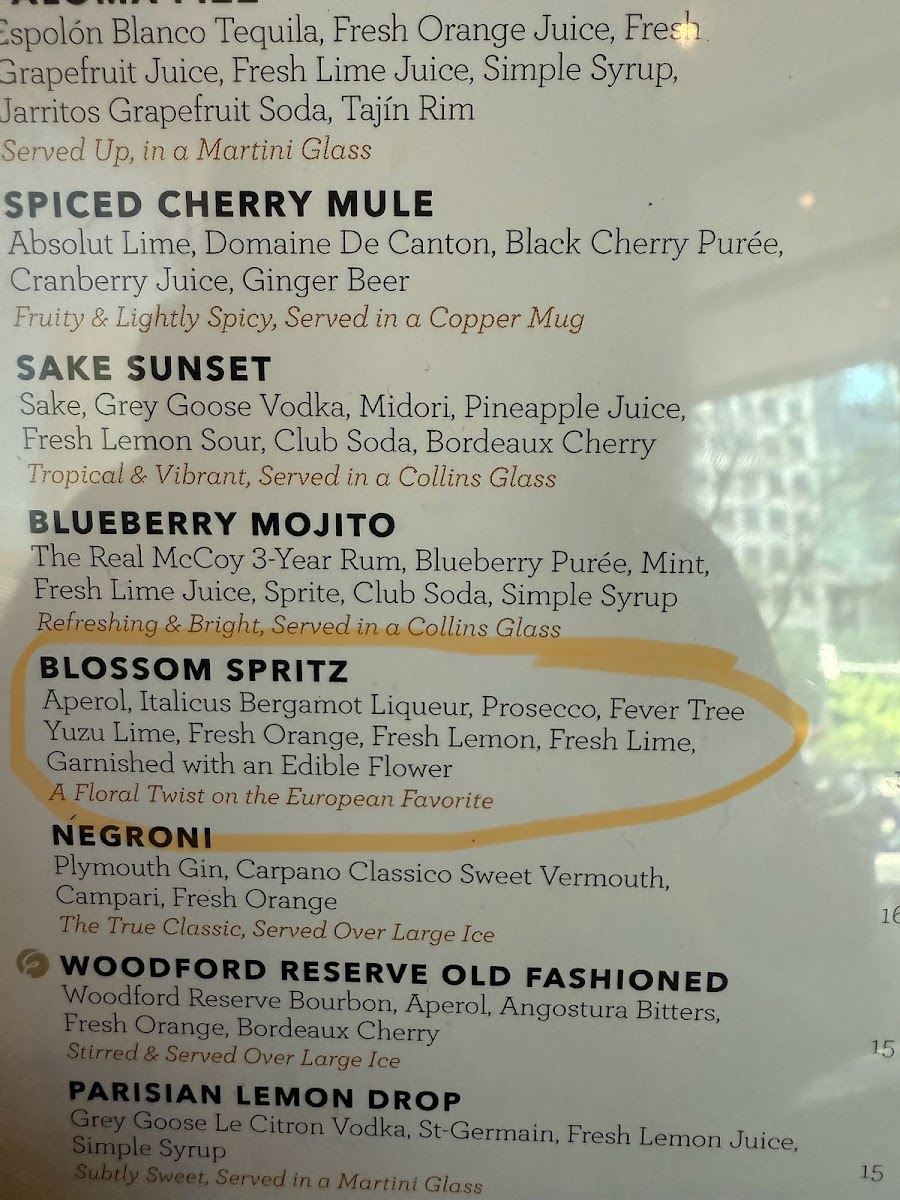 Espolón Blanco Tequila, Fresh Orange Juice, Fresh
Grapefruit Juice, Fresh Lime Juice, Simple Syrup,
Jarritos Grapefruit Soda, Tajín Rim
Served Up, in a Martini Glass
SPICED CHERRY MULE
Absolut Lime, Domaine De Canton, Black Cherry Purée,
Cranberry Juice, Ginger Beer
Fruity & Lightly Spicy, Served in a Copper Mug
SAKE SUNSET
Sake, Grey Goose Vodka, Midori, Pineapple Juice,
Fresh Lemon Sour, Club Soda, Bordeaux Cherry
Tropical & Vibrant, Served in a Collins Glass
BLUEBERRY MOJITO
The Real McCoy 3-Year Rum, Blueberry Purée, Mint,
Fresh Lime Juice, Sprite, Club Soda, Simple Syrup
Refreshing & Bright, Served in a Collins Glass
BLOSSOM SPRITZ
Aperol, Italicus Bergamot Liqueur, Prosecco, Fever Tree
Yuzu Lime, Fresh Orange, Fresh Lemon, Fresh Lime,
Garnished with an Edible Flower
A Floral Twist on the European Favorite
NEGRONI
Plymouth Gin, Carpano Classico Sweet Vermouth,
Campari, Fresh Orange 16
The True Classic, Served Over Large Ice
WOODFORD RESERVE OLD FASHIONED
Woodford Reserve Bourbon, Aperol, Angostura Bitters,
Fresh Orange, Bordeaux Cherry 15
Stirred & Served Over Large Ice
PARISIAN LEMON DROP
Grey Goose Le Citron Vodka, St-Germain, Fresh Lemon Juice,
Simple Syrup 15
Subtly Sweet, Served in a Martini Glass